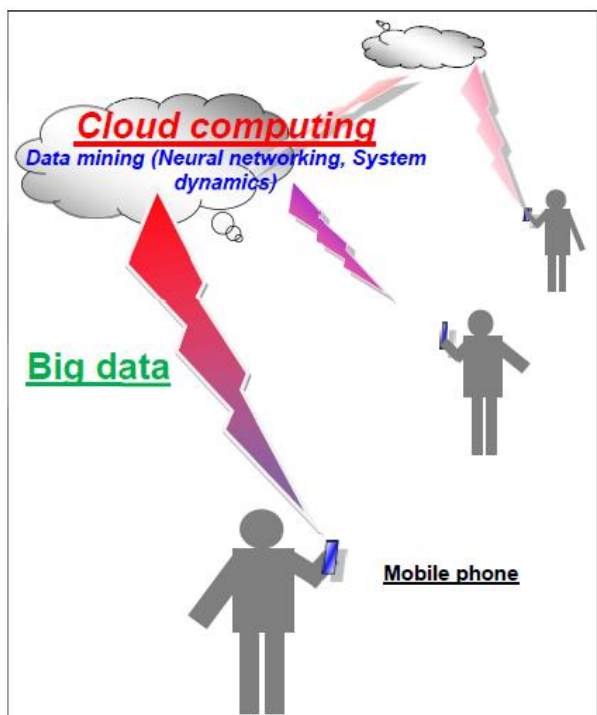 Cloud computing
Data mining (Neural networking, System
dynamics)
Big data
Mobile phone